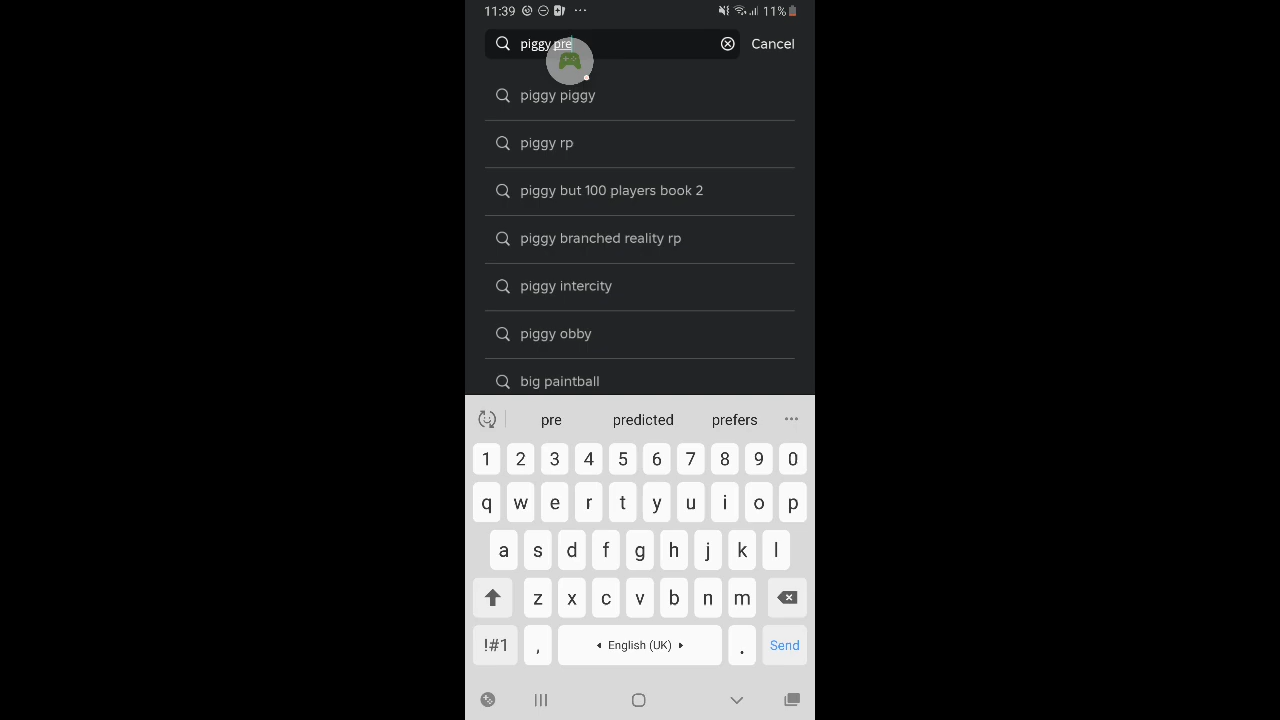 11:39 11%
piggy pre Cancel
piggy piggy
piggy rp
piggy but 100 players book 2
piggy branched reality rp
piggy intercity
piggy obby
big paintball
pre predicted prefers
1 2 3 4 5 6 7 8 9 0
q w e r t y u i o p
a s d f g h j k l
z x c v b n m
!#1 , English (UK) . Send